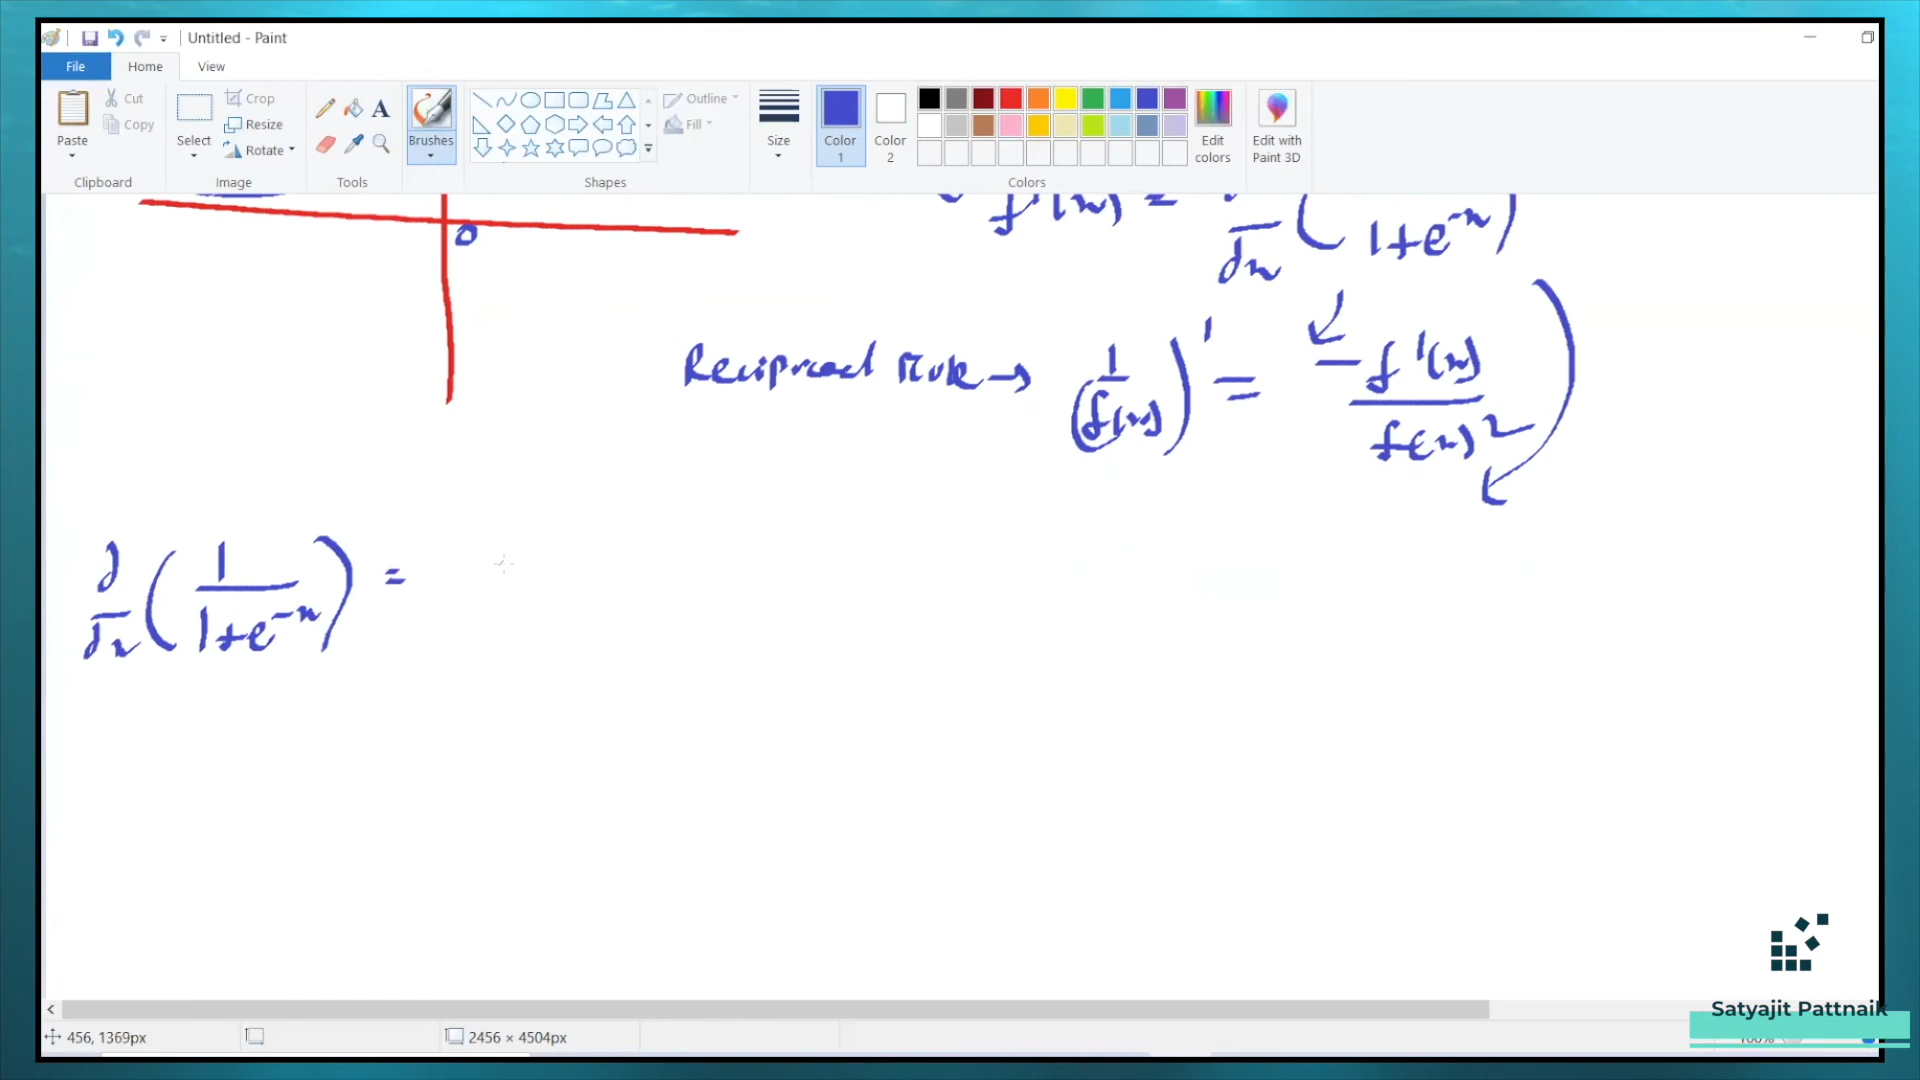 Untitled - Paint
File Home View
Paste
Cut
Copy
Clipboard
Select
Crop
Resize
Rotate
Image
Tools
Brushes
Shapes
Outline
Fill
Size
Color 1
Color 2
Colors
Edit colors
Edit with Paint 3D
f'(x) = d/dx ( 1+e^-x )
0
Reciprocal Rule → (1/f(x))' = -f'(x)/f(x)2
∂/∂x ( 1/1+e^-x ) =
Satyajit Pattnaik
456, 1369px
2456 × 4504px
100%